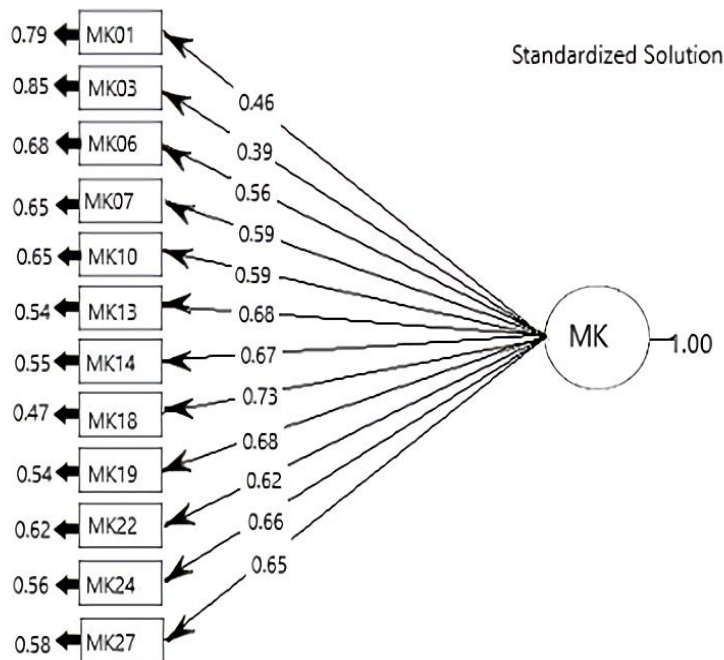 Standardized Solution
0.79 MK01 0.46
0.85 MK03 0.39
0.68 MK06 0.56
0.65 MK07 0.59
0.65 MK10 0.59
0.54 MK13 0.68
0.55 MK14 0.67
0.47 MK18 0.73
0.54 MK19 0.68
0.62 MK22 0.62
0.56 MK24 0.66
0.58 MK27 0.65
MK 1.00